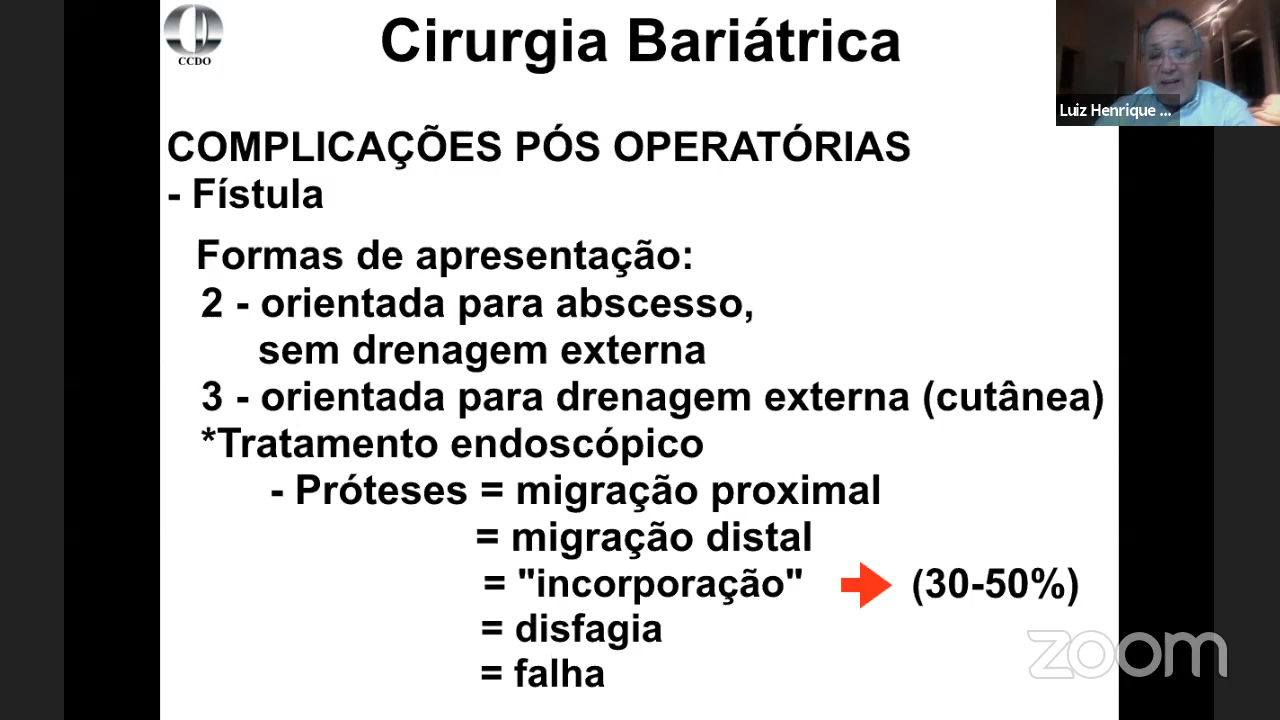 CCDO
Cirurgia Bariátrica
Luiz Henrique ...
COMPLICAÇÕES PÓS OPERATÓRIAS
- Fístula
Formas de apresentação:
2 - orientada para abscesso,
sem drenagem externa
3 - orientada para drenagem externa (cutânea)
*Tratamento endoscópico
- Próteses = migração proximal
= migração distal
= "incorporação" (30-50%)
= disfagia
= falha
zoom